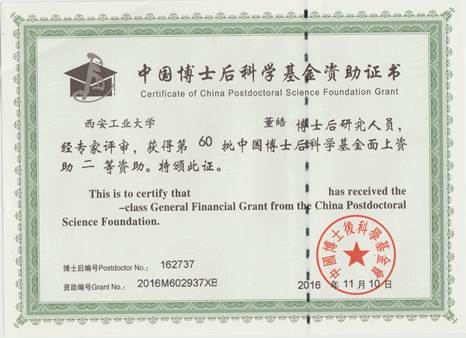 中国博士后科学基金资助证书
Certificate of China Postdoctoral Science Foundation Grant
西安工业大学 董皓 博士后研究人员，
经专家评审，获得第 60 批中国博士后科学基金面上资
助 二 等资助。特颁此证。
This is to certify that has received the
–class General Financial Grant from the China Postdoctoral
Science Foundation.
中國博士後科學基金會
博士后编号Postdoctor No.: 162737
资助编号Grant No.: 2016M602937XB
2016 年 11 月 10 日